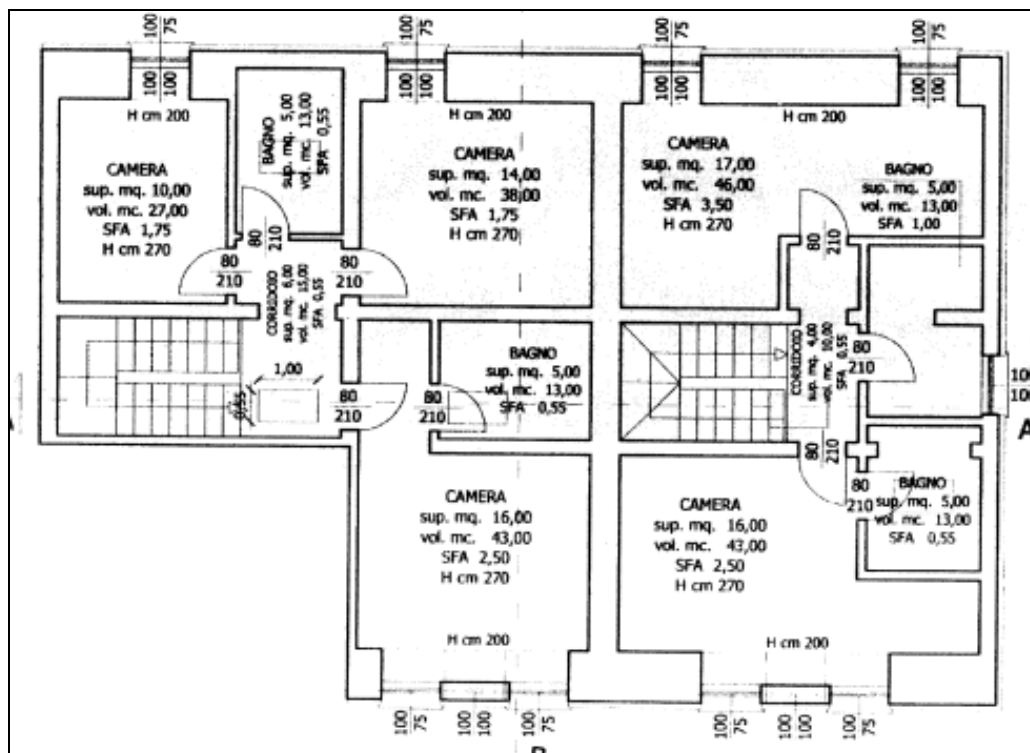 100
75
100
75
100
75
100
75
100
100
100
100
100
100
100
100
H cm 200
H cm 200
H cm 200
CAMERA
sup. mq. 10,00
vol. mc. 27,00
SFA 1,75
H cm 270
BAGNO
sup. mq. 5,00
vol. mc. 13,00
SFA 0,55
CAMERA
sup. mq. 14,00
vol. mc. 38,00
SFA 1,75
H cm 270
CAMERA
sup. mq. 17,00
vol. mc. 46,00
SFA 3,50
H cm 270
BAGNO
sup. mq. 5,00
vol. mc. 13,00
SFA 1,00
80
210
80
210
80
210
80
210
CORRIDOIO
sup. mq. 6,00
vol. mc. 15,00
SFA 0,55
CORRIDOIO
sup. mq. 4,00
vol. mc. 10,00
SFA 0,55
80
210
BAGNO
sup. mq. 5,00
vol. mc. 13,00
SFA 0,55
1,00
0,55
80
210
80
210
100
100
A
80
210
80
210
BAGNO
sup. mq. 5,00
vol. mc. 13,00
SFA 0,55
CAMERA
sup. mq. 16,00
vol. mc. 43,00
SFA 2,50
H cm 270
CAMERA
sup. mq. 16,00
vol. mc. 43,00
SFA 2,50
H cm 270
H cm 200
H cm 200
100
75
100
100
100
75
100
75
100
100
100
75